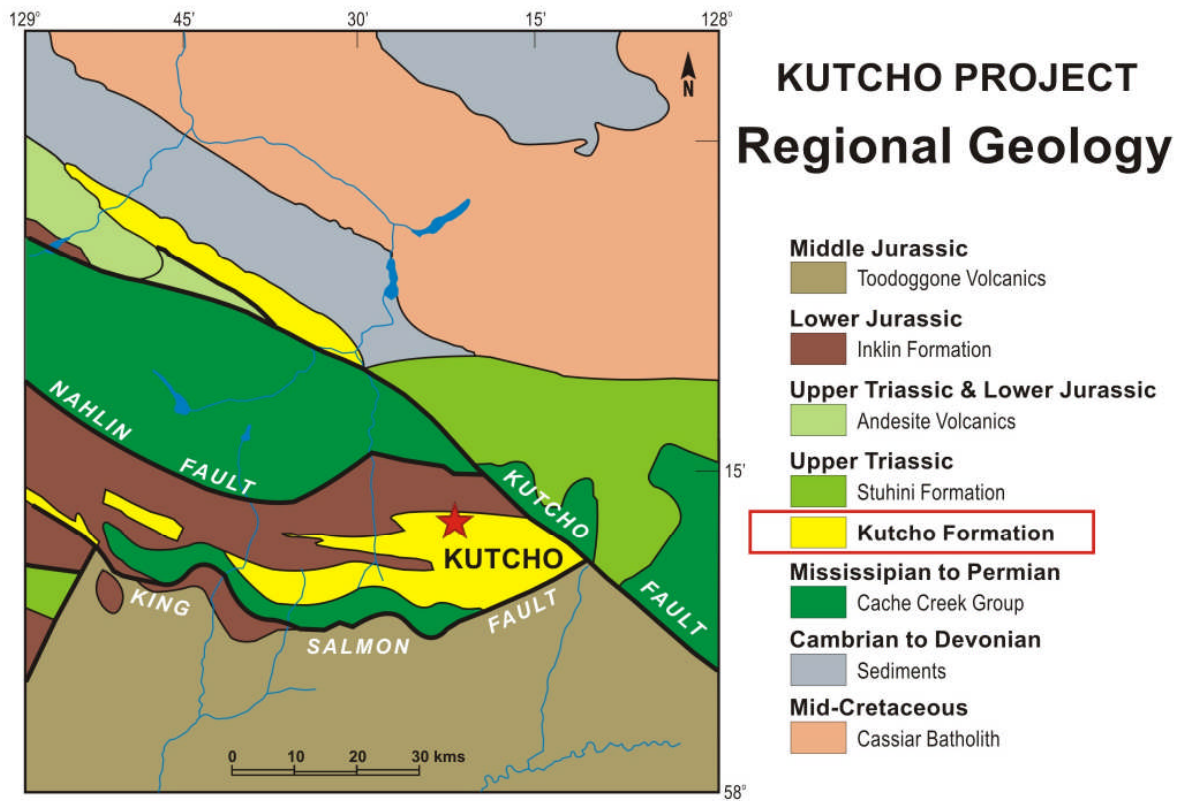 129°
45'
30'
15'
128°
N
KUTCHO PROJECT
Regional Geology
Middle Jurassic
Toodoggone Volcanics
Lower Jurassic
Inklin Formation
Upper Triassic & Lower Jurassic
Andesite Volcanics
Upper Triassic
Stuhini Formation
Kutcho Formation
Mississipian to Permian
Cache Creek Group
Cambrian to Devonian
Sediments
Mid-Cretaceous
Cassiar Batholith
NAHLIN FAULT
15'
KUTCHO FAULT
KUTCHO
KING SALMON FAULT
0 10 20 30 kms
58°